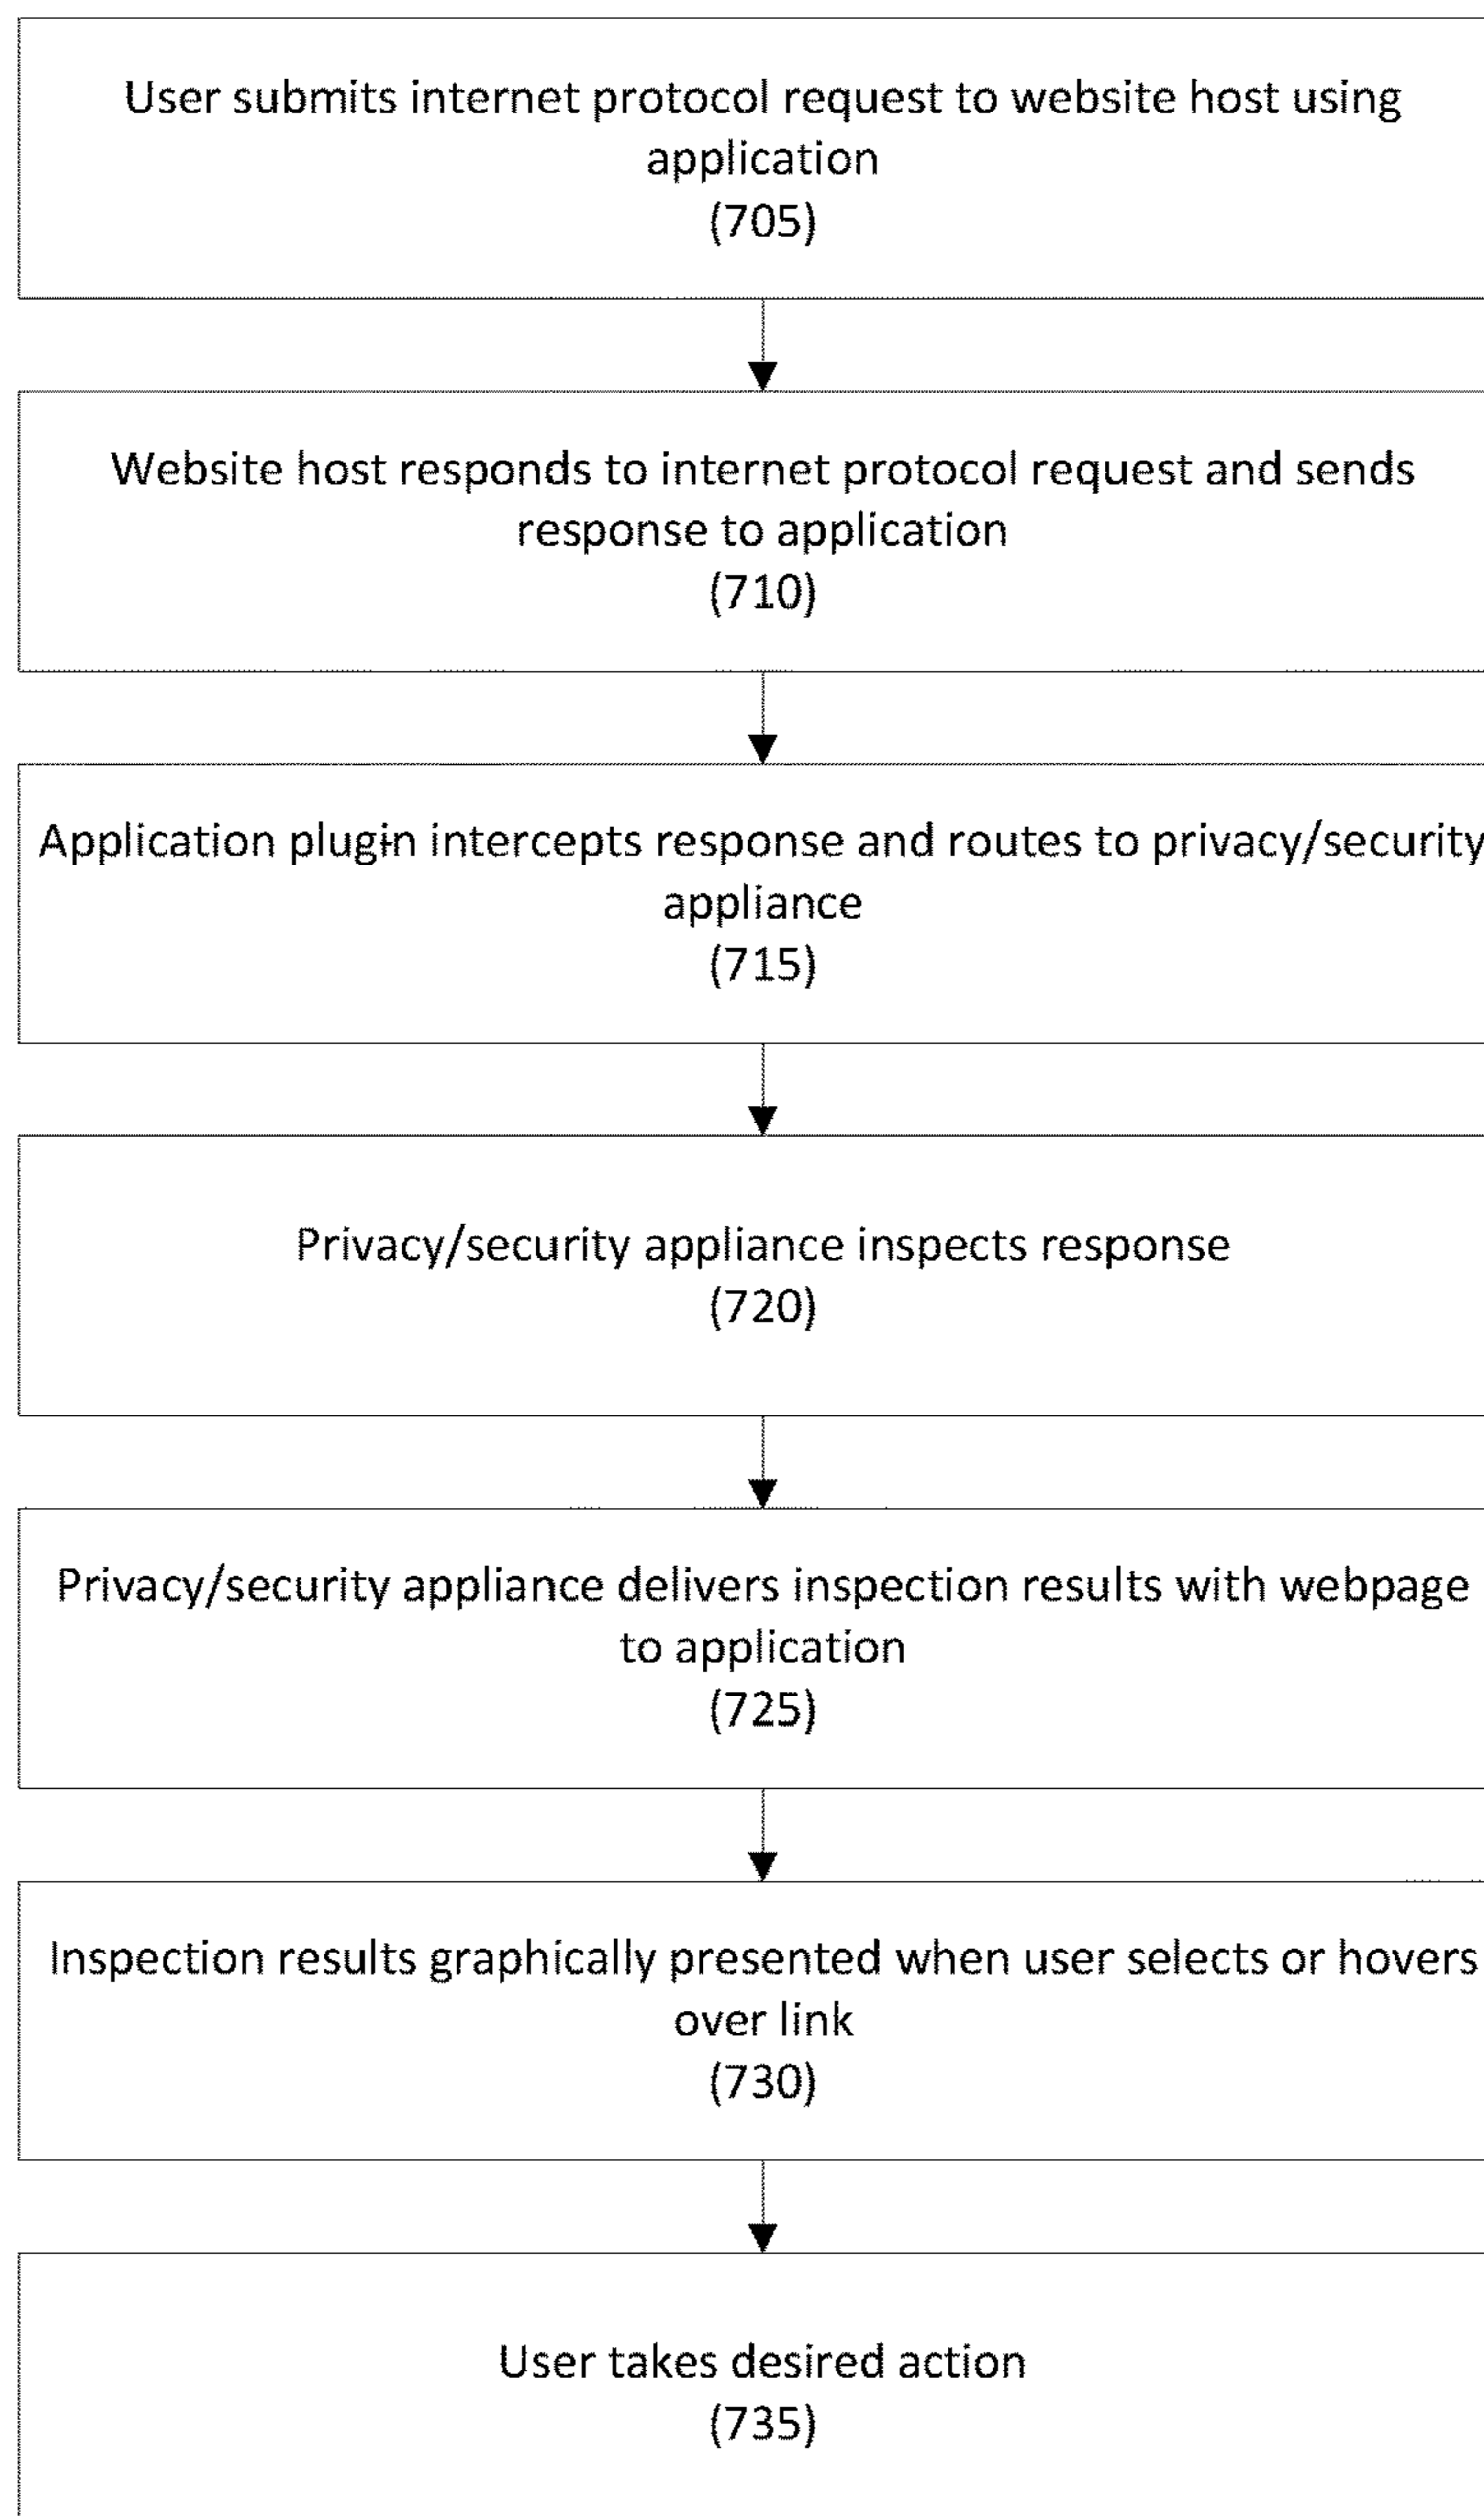 User submits internet protocol request to website host using
application
(705)
Website host responds to internet protocol request and sends
response to application
(710)
Application plugin intercepts response and routes to privacy/security
appliance
(715)
Privacy/security appliance inspects response
(720)
Privacy/security appliance delivers inspection results with webpage
to application
(725)
Inspection results graphically presented when user selects or hovers
over link
(730)
User takes desired action
(735)